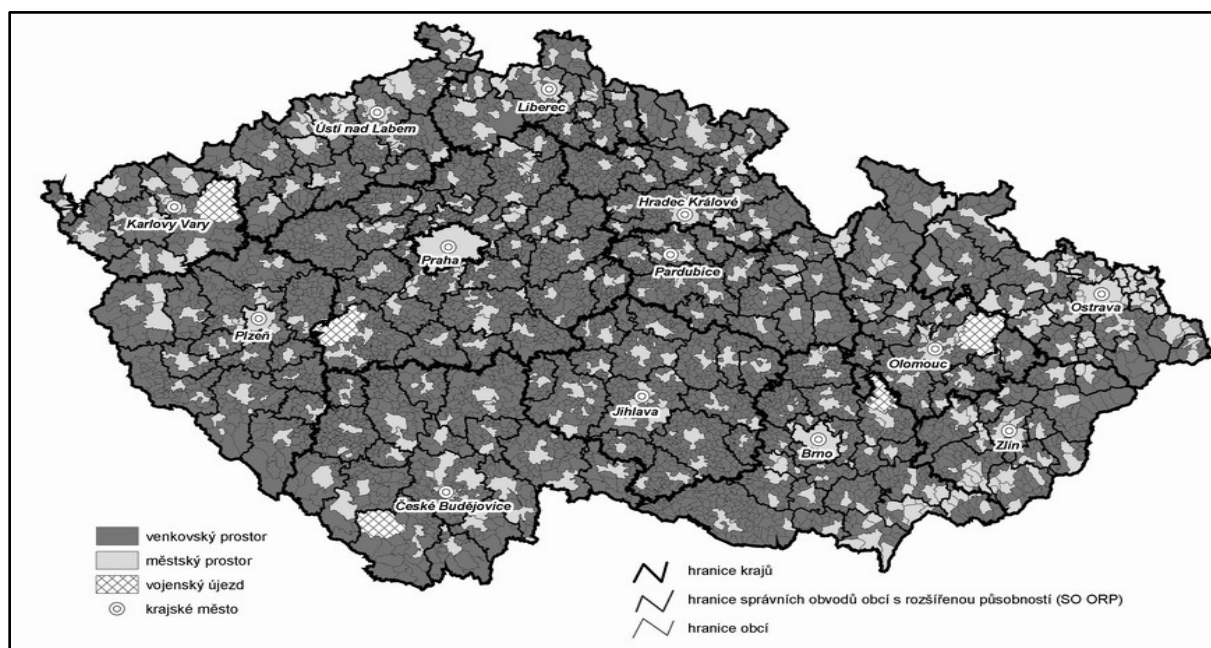 Liberec
Ústí nad Labem
Karlovy Vary
Hradec Králové
Praha
Pardubice
Ostrava
Plzeň
Olomouc
Jihlava
Brno
Zlín
České Budějovice
venkovský prostor
městský prostor
vojenský újezd
krajské město
hranice krajů
hranice správních obvodů obcí s rozšířenou působností (SO ORP)
hranice obcí